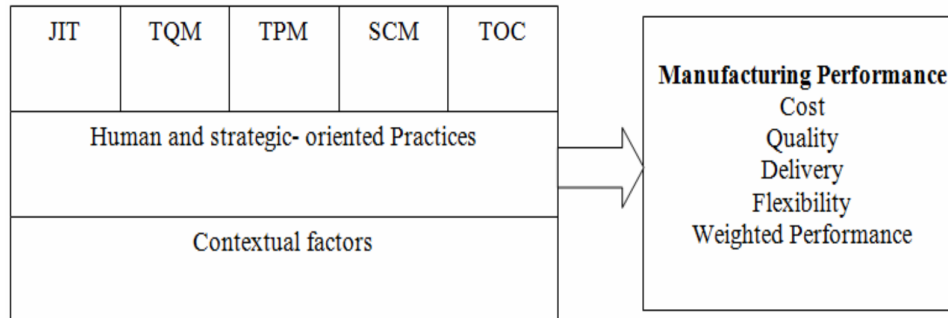 JIT TQM TPM SCM TOC
Human and strategic- oriented Practices
Contextual factors
Manufacturing Performance
Cost
Quality
Delivery
Flexibility
Weighted Performance